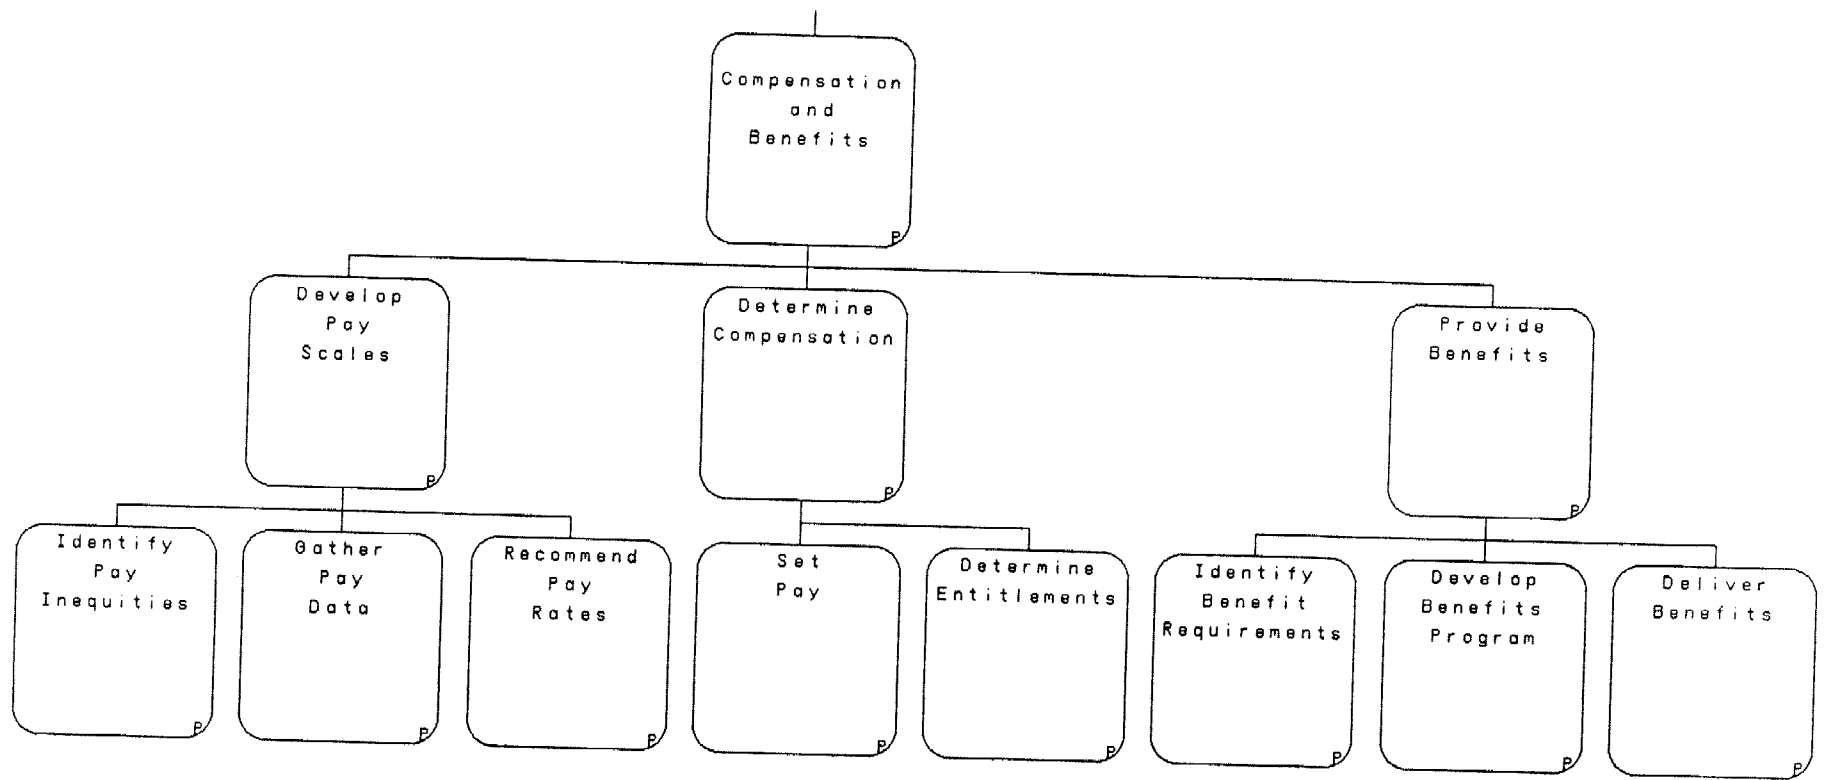 Compensation
and
Benefits
P
Develop
Pay
Scales
P
Determine
Compensation
P
Provide
Benefits
P
Identify
Pay
Inequities
P
Gather
Pay
Data
P
Recommend
Pay
Rates
P
Set
Pay
P
Determine
Entitlements
P
Identify
Benefit
Requirements
P
Develop
Benefits
Program
P
Deliver
Benefits
P